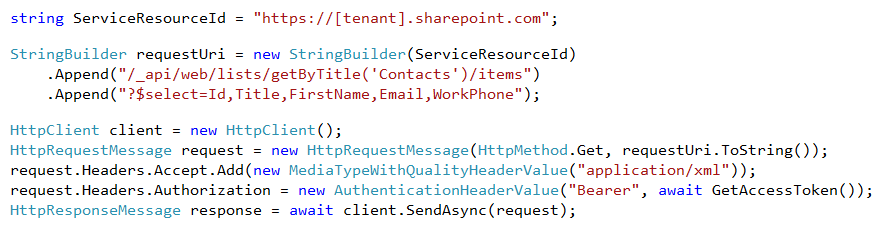 string ServiceResourceId = "https://[tenant].sharepoint.com";
StringBuilder requestUri = new StringBuilder(ServiceResourceId)
.Append("/_api/web/lists/getByTitle('Contacts')/items")
.Append("?$select=Id,Title,FirstName,Email,WorkPhone");
HttpClient client = new HttpClient();
HttpRequestMessage request = new HttpRequestMessage(HttpMethod.Get, requestUri.ToString());
request.Headers.Accept.Add(new MediaTypeWithQualityHeaderValue("application/xml"));
request.Headers.Authorization = new AuthenticationHeaderValue("Bearer", await GetAccessToken());
HttpResponseMessage response = await client.SendAsync(request);